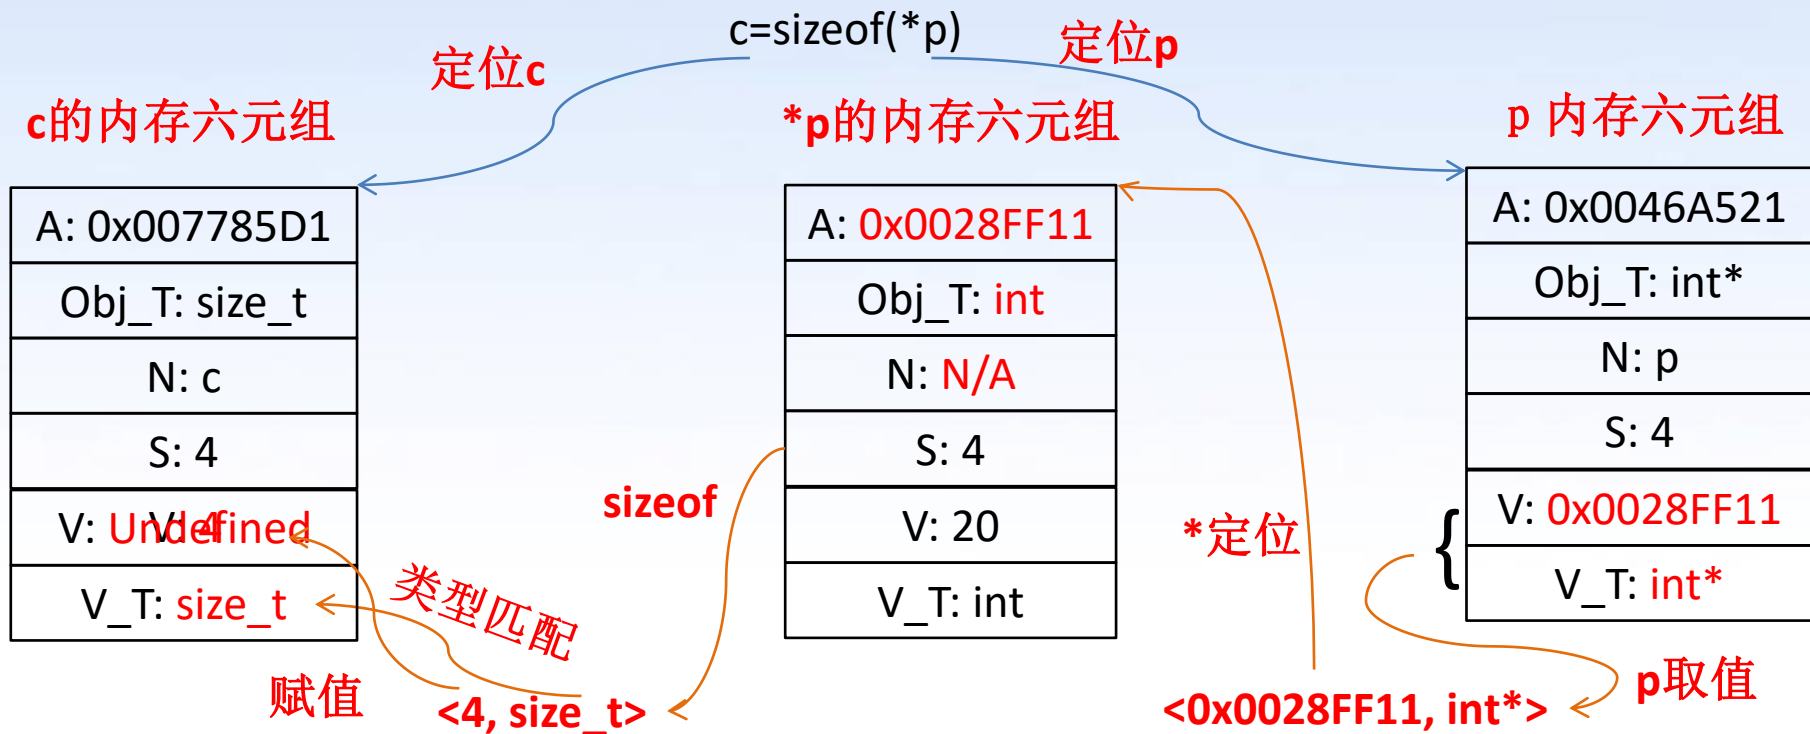 c=sizeof(*p)
定位c
定位p
c的内存六元组
A: 0x007785D1
Obj_T: size_t
N: c
S: 4
V: Undefined
V: 4
V_T: size_t
*p的内存六元组
A: 0x0028FF11
Obj_T: int
N: N/A
S: 4
V: 20
V_T: int
p 内存六元组
A: 0x0046A521
Obj_T: int*
N: p
S: 4
V: 0x0028FF11
V_T: int*
{
sizeof
*定位
类型匹配
赋值
<4, size_t>
<0x0028FF11, int*>
p取值